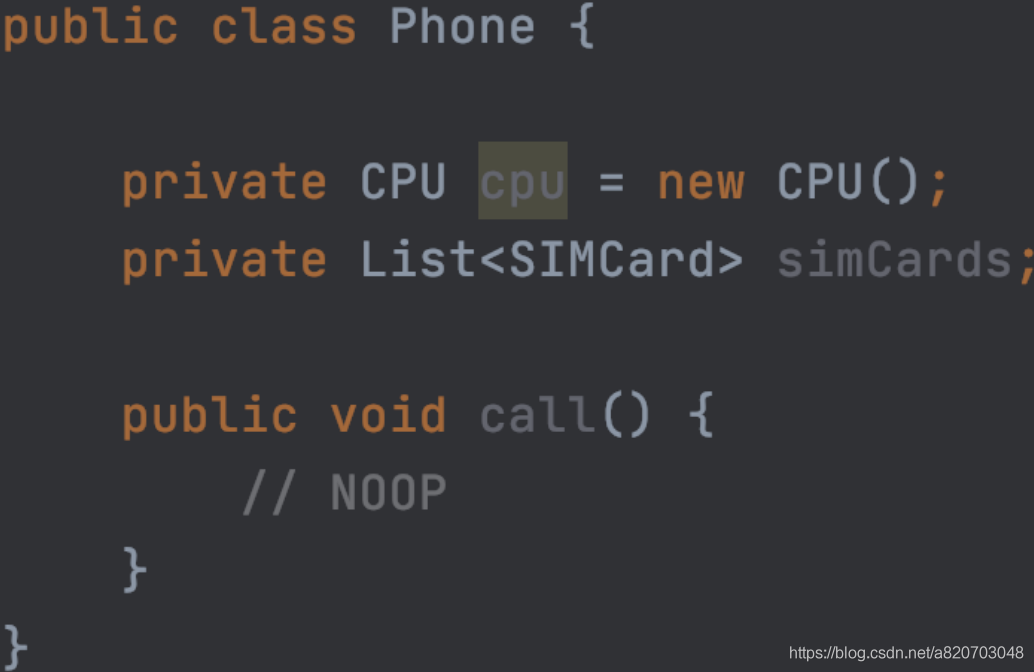 public class Phone {
private CPU cpu = new CPU();
private List<SIMCard> simCards;
public void call() {
// NOOP
}
}
https://blog.csdn.net/a820703048